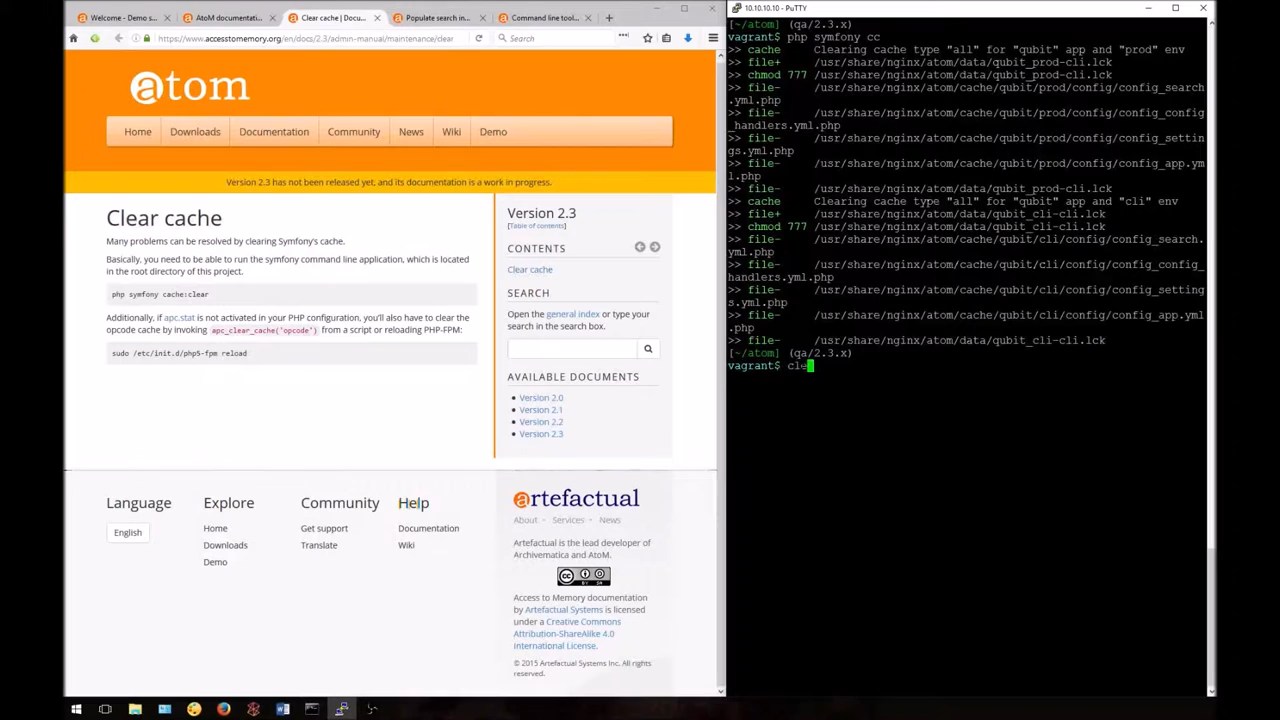 Welcome - Demo s...
AtoM documentati...
Clear cache | Docu...
Populate search in...
Command line tool...
https://www.accesstomemory.org/en/docs/2.3/admin-manual/maintenance/clear
Search
atom
Home
Downloads
Documentation
Community
News
Wiki
Demo
Version 2.3 has not been released yet, and its documentation is a work in progress.
Clear cache
Many problems can be resolved by clearing Symfony's cache.
Basically, you need to be able to run the symfony command line application, which is located
in the root directory of this project.
php symfony cache:clear
Additionally, if apc.stat is not activated in your PHP configuration, you'll also have to clear the
opcode cache by invoking apc_clear_cache('opcode') from a script or reloading PHP-FPM:
sudo /etc/init.d/php5-fpm reload
Version 2.3
[Table of contents]
CONTENTS
Clear cache
SEARCH
Open the general index or type your
search in the search box.
AVAILABLE DOCUMENTS
Version 2.0
Version 2.1
Version 2.2
Version 2.3
Language
English
Explore
Home
Downloads
Demo
Community
Get support
Translate
Help
Documentation
Wiki
artefactual
About - Services - News
Artefactual is the lead developer of
Archivematica and AtoM.
cc
BY SA
Access to Memory documentation
by Artefactual Systems is licensed
under a Creative Commons
Attribution-ShareAlike 4.0
International License.
© 2015 Artefactual Systems Inc. All rights
reserved.
10.10.10.10 - PuTTY
[~/atom] (qa/2.3.x)
vagrant$ php symfony cc
>> cache     Clearing cache type "all" for "qubit" app and "prod" env
>> file+     /usr/share/nginx/atom/data/qubit_prod-cli.lck
>> chmod 777 /usr/share/nginx/atom/data/qubit_prod-cli.lck
>> file-     /usr/share/nginx/atom/cache/qubit/prod/config/config_search
.yml.php
>> file-     /usr/share/nginx/atom/cache/qubit/prod/config/config_config
_handlers.yml.php
>> file-     /usr/share/nginx/atom/cache/qubit/prod/config/config_settin
gs.yml.php
>> file-     /usr/share/nginx/atom/cache/qubit/prod/config/config_app.ym
l.php
>> file-     /usr/share/nginx/atom/data/qubit_prod-cli.lck
>> cache     Clearing cache type "all" for "qubit" app and "cli" env
>> file+     /usr/share/nginx/atom/data/qubit_cli-cli.lck
>> chmod 777 /usr/share/nginx/atom/data/qubit_cli-cli.lck
>> file-     /usr/share/nginx/atom/cache/qubit/cli/config/config_search.
yml.php
>> file-     /usr/share/nginx/atom/cache/qubit/cli/config/config_config_
handlers.yml.php
>> file-     /usr/share/nginx/atom/cache/qubit/cli/config/config_setting
s.yml.php
>> file-     /usr/share/nginx/atom/cache/qubit/cli/config/config_app.yml
.php
>> file-     /usr/share/nginx/atom/data/qubit_cli-cli.lck
[~/atom] (qa/2.3.x)
vagrant$ cle